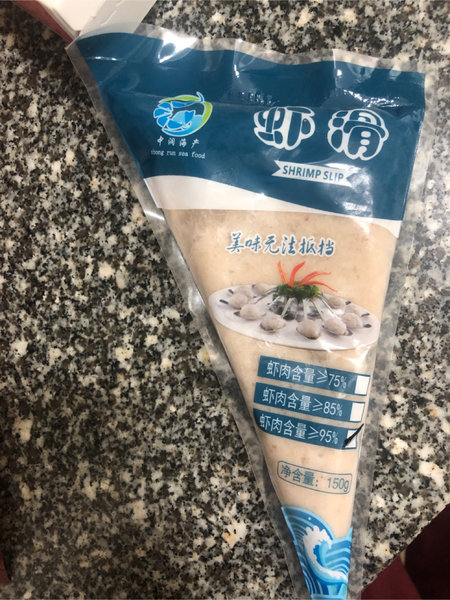 虾滑
SHRIMP SLIP
中润海产
zhong run sea food
美味无法抵挡
虾肉含量≥75%
虾肉含量≥85%
虾肉含量≥95%
净含量：150g